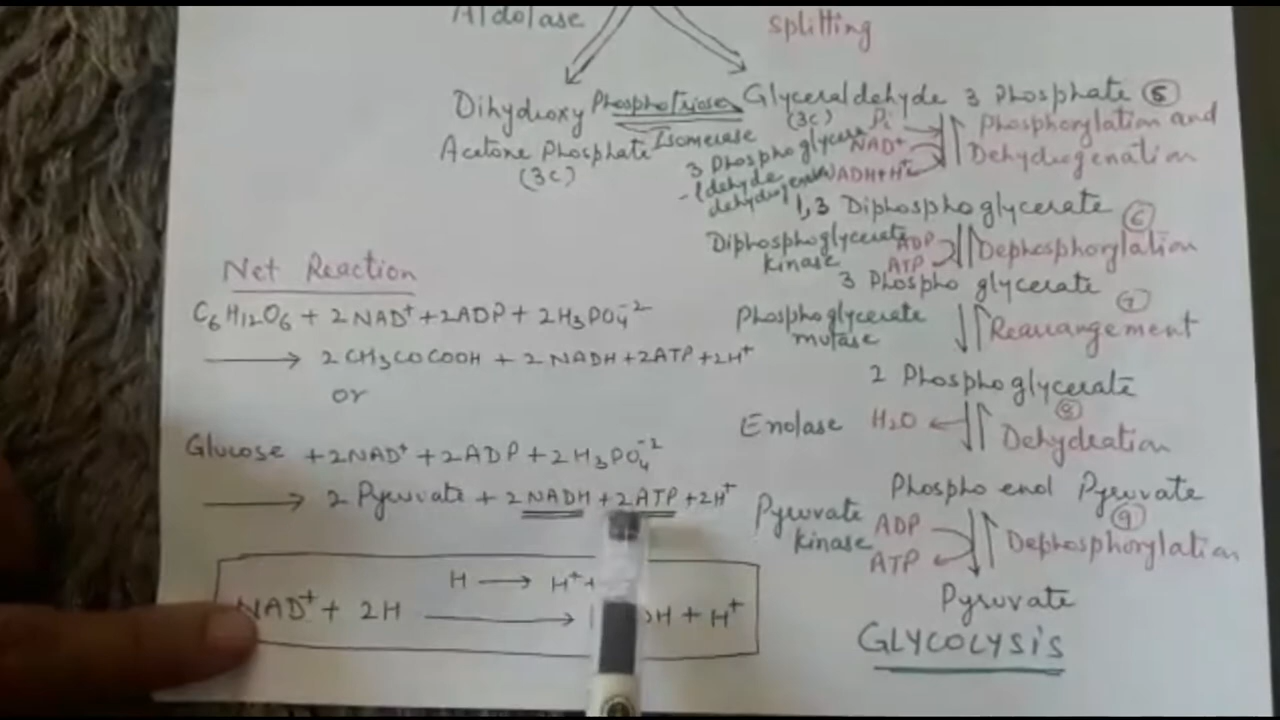 Aldolase
splitting
Dihydroxy Acetone Phosphate
(3C)
Phosphotriose
Isomerase
Glyceraldehyde 3 Phosphate ⑤
(3C)
Pi
NAD⁺
NADH+H⁺
Phosphorylation and
Dehydrogenation
3 Phosphoglycera
-ldehyde
1,3 Diphosphoglycerate
⑥
Diphosphoglycerate
kinase
ADP
ATP
Dephosphorylation
3 Phospho glycerate
⑦
Phosphoglycerate
mutase
Rearrangement
2 Phosphoglycerate
⑧
Enolase
H₂O
Dehydration
Phospho enol Pyruvate
⑨
Pyruvate
kinase
ADP
ATP
Dephosphorylation
Pyruvate
GLYCOLYSIS
Net Reaction
C₆H₁₂O₆ + 2NAD⁺ + 2ADP + 2H₃PO₄⁻²
⟶ 2CH₃COCOOH + 2NADH + 2ATP + 2H⁺
or
Glucose + 2NAD⁺ + 2ADP + 2H₃PO₄⁻²
⟶ 2 Pyruvate + 2NADH + 2ATP + 2H⁺
H ⟶ H⁺+
NAD⁺ + 2H ⟶ H + H⁺